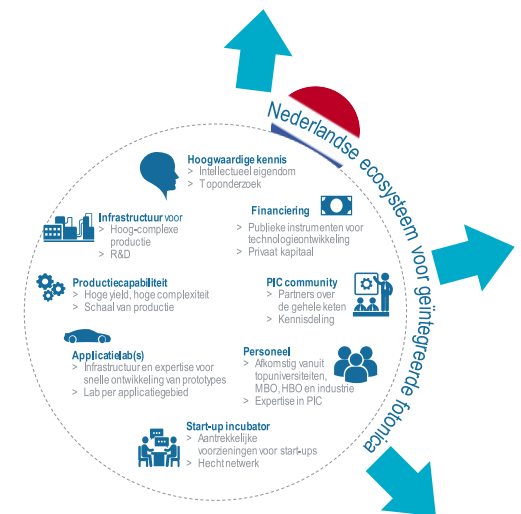 Nederlandse ecosysteem voor geïntegreerde fotonica
Hoogwaardige kennis
> Intellectueel eigendom
> Toponderzoek
Infrastructuur voor
> Hoog-complexe
productie
> R&D
Financiering
> Publieke instrumenten voor
technologieontwikkeling
> Privaat kapitaal
Productiecapabiliteit
> Hoge yield, hoge complexiteit
> Schaal van productie
PIC community
> Partners over
de gehele keten
> Kennisdeling
Applicatielab(s)
> Infrastructuur en expertise voor
snelle ontwikkeling van prototypes
> Lab per applicatiegebied
Personeel
> Afkomstig vanuit
topuniversiteiten,
MBO, HBO en industrie
> Expertise in PIC
Start-up incubator
> Aantrekkelijke
voorzieningen voor start-ups
> Hecht netwerk